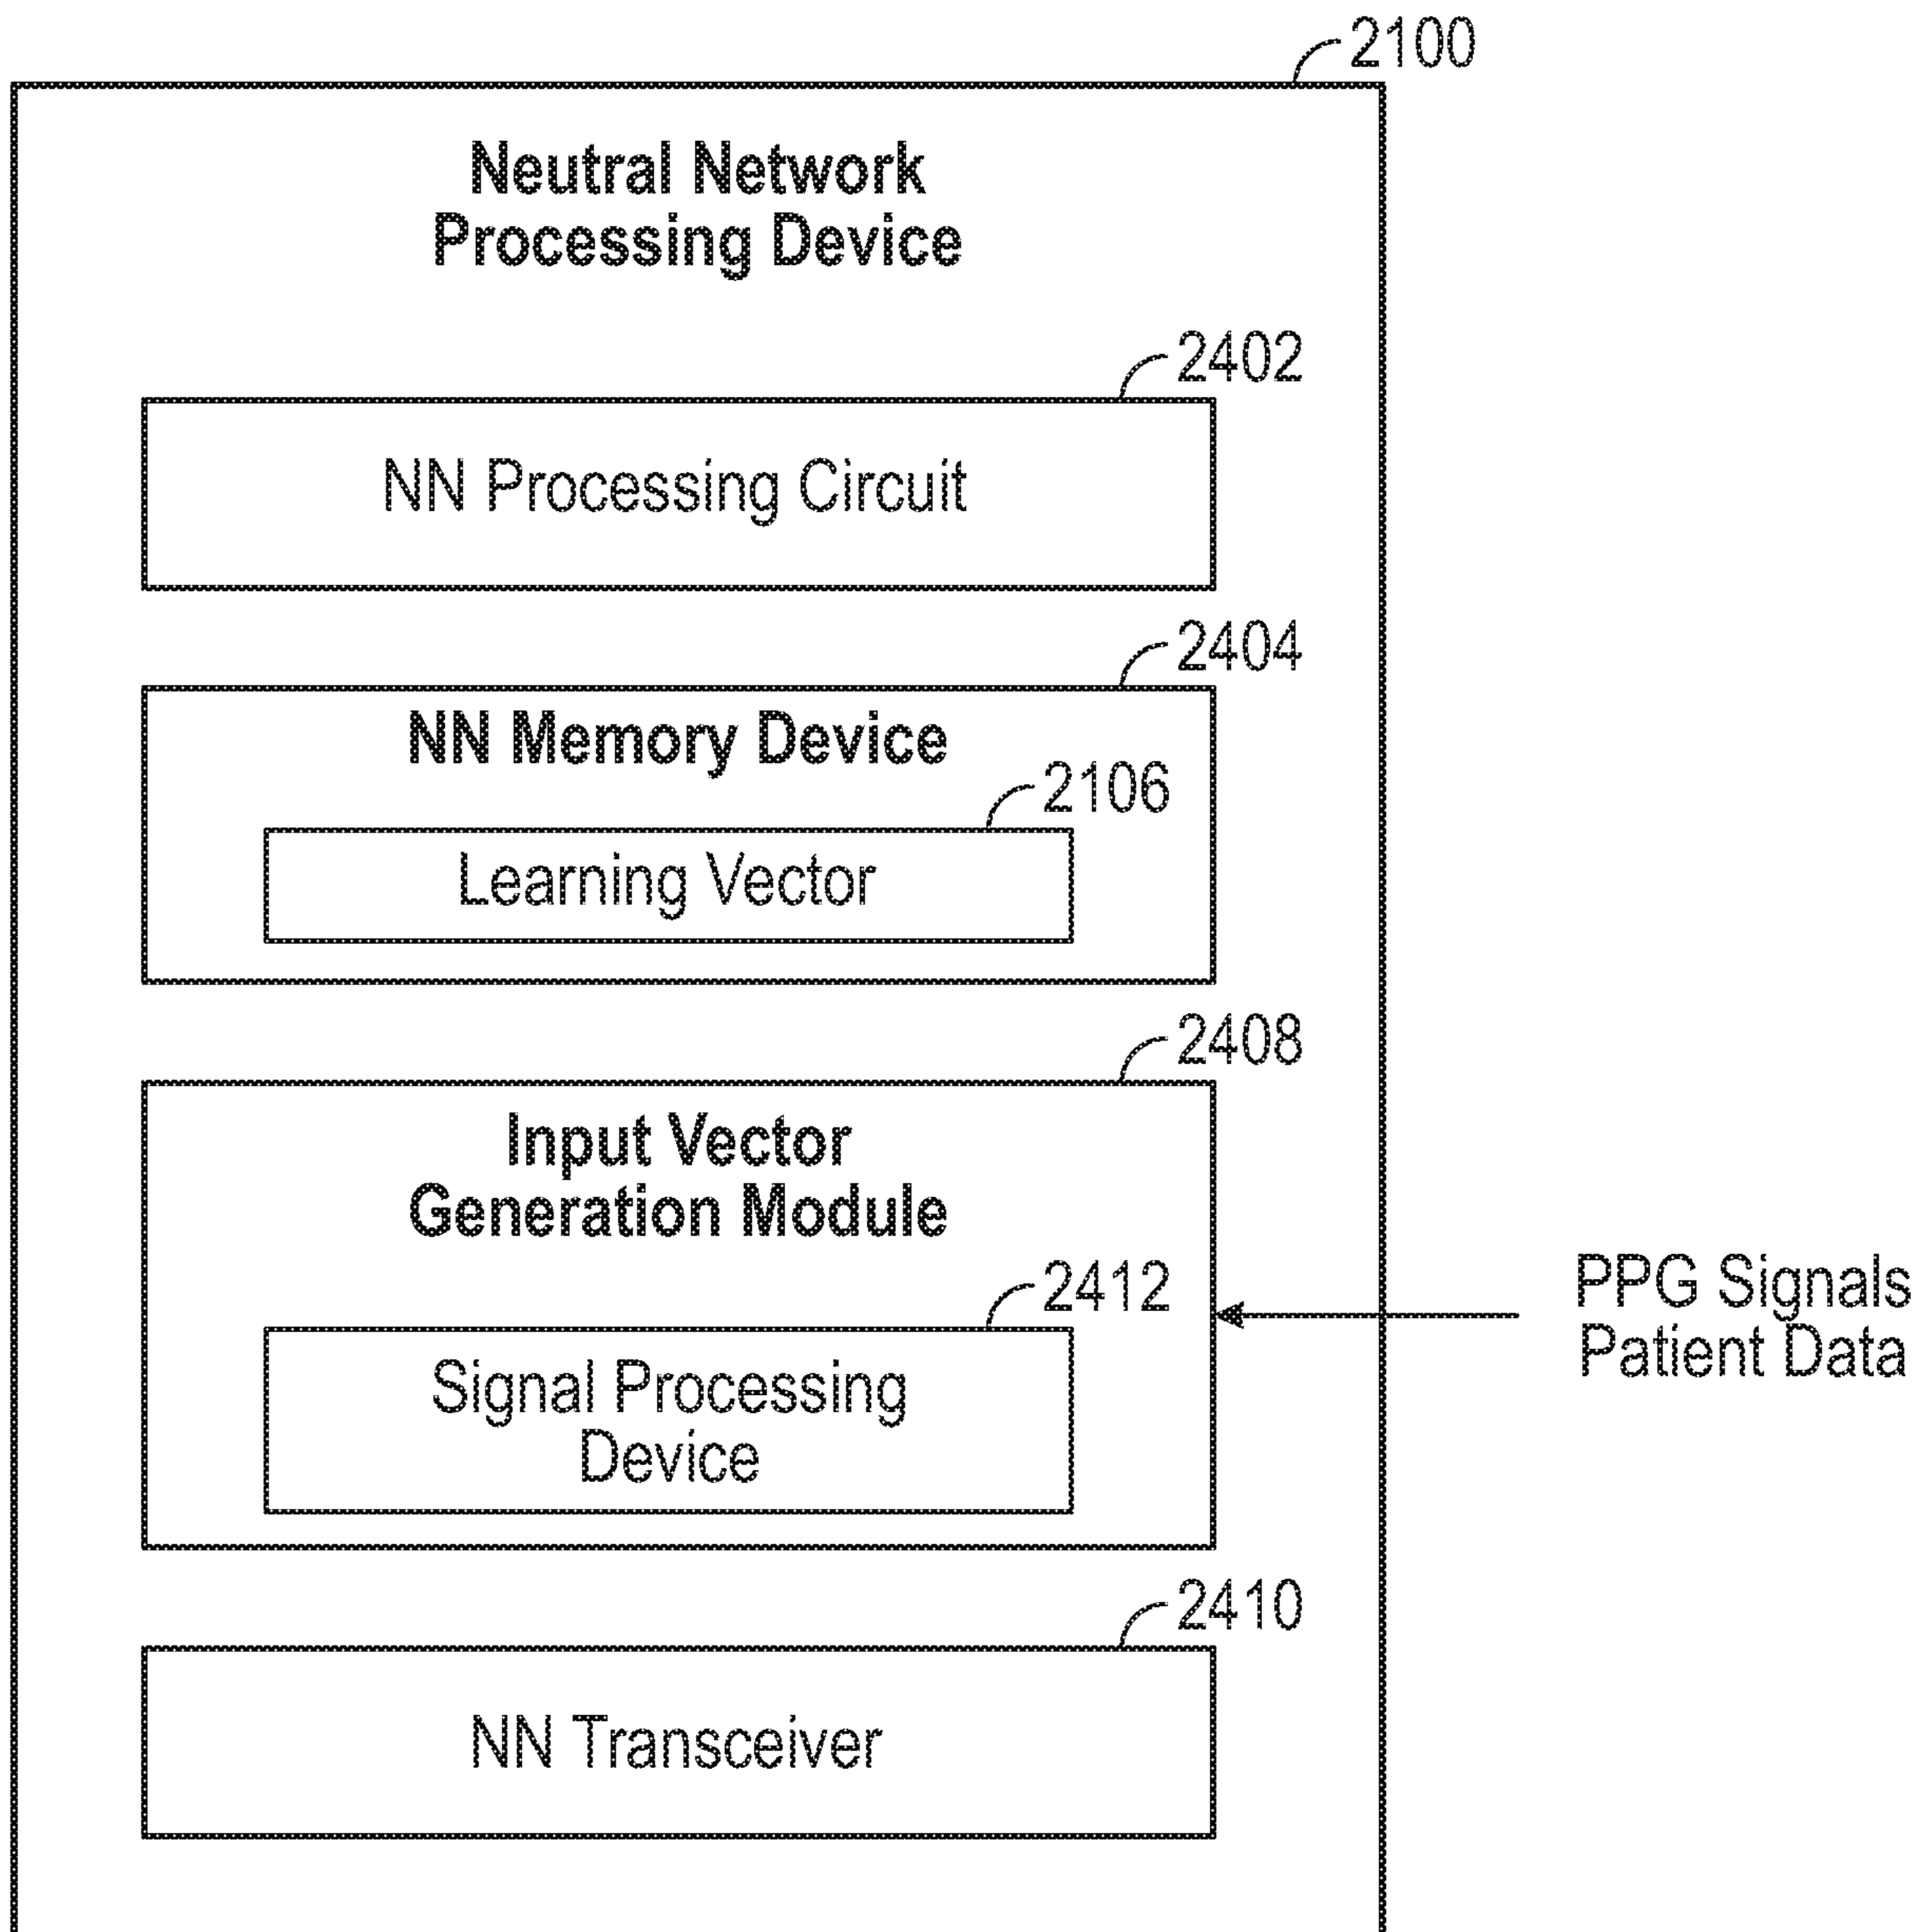 2100
Neutral Network
Processing Device
2402
NN Processing Circuit
2404
NN Memory Device
2106
Learning Vector
2408
Input Vector
Generation Module
2412
Signal Processing
Device
PPG Signals
Patient Data
2410
NN Transceiver